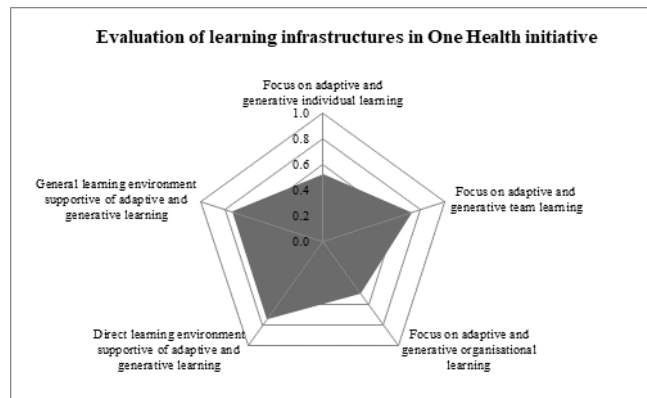 Evaluation of learning infrastructures in One Health initiative
Focus on adaptive and
generative individual learning
1.0
0.8
0.6
0.4
0.2
0.0
General learning environment
supportive of adaptive and
generative learning
Focus on adaptive and
generative team learning
Direct learning environment
supportive of adaptive and
generative learning
Focus on adaptive and
generative organisational
learning